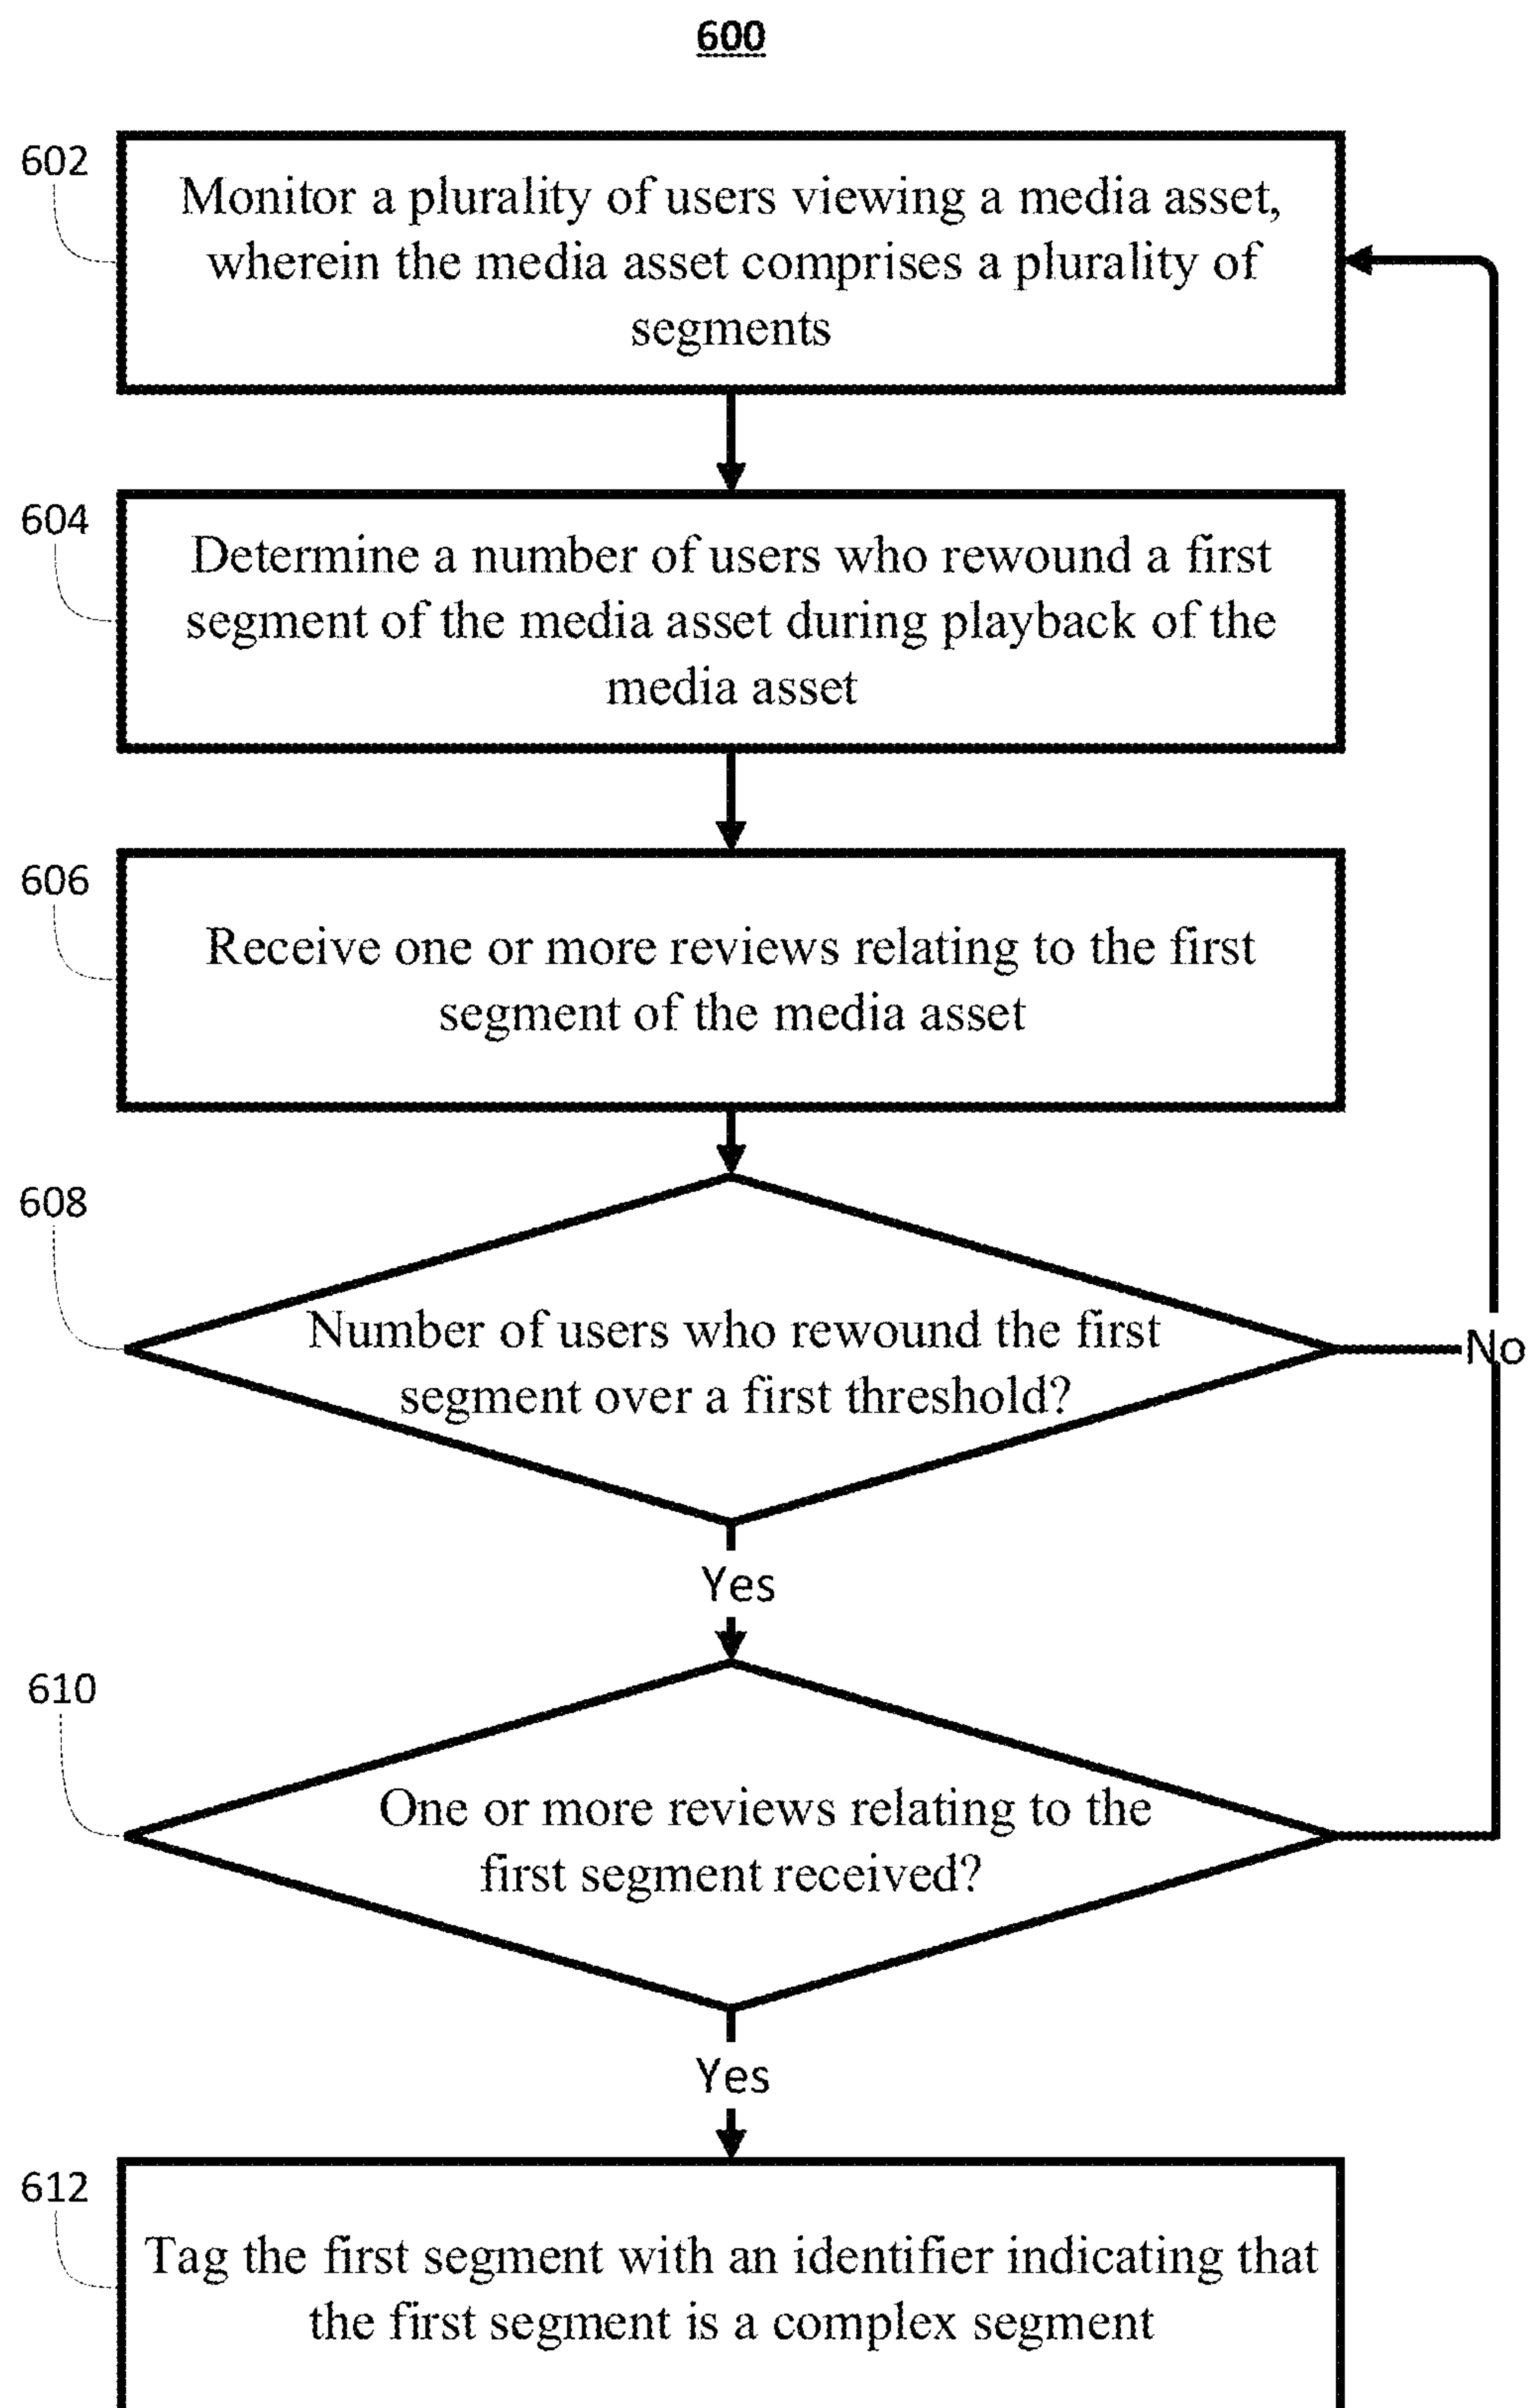 600
602
Monitor a plurality of users viewing a media asset,
wherein the media asset comprises a plurality of
segments
604
Determine a number of users who rewound a first
segment of the media asset during playback of the
media asset
606
Receive one or more reviews relating to the first
segment of the media asset
608
Number of users who rewound the first
segment over a first threshold?
No
Yes
610
One or more reviews relating to the
first segment received?
Yes
612
Tag the first segment with an identifier indicating that
the first segment is a complex segment